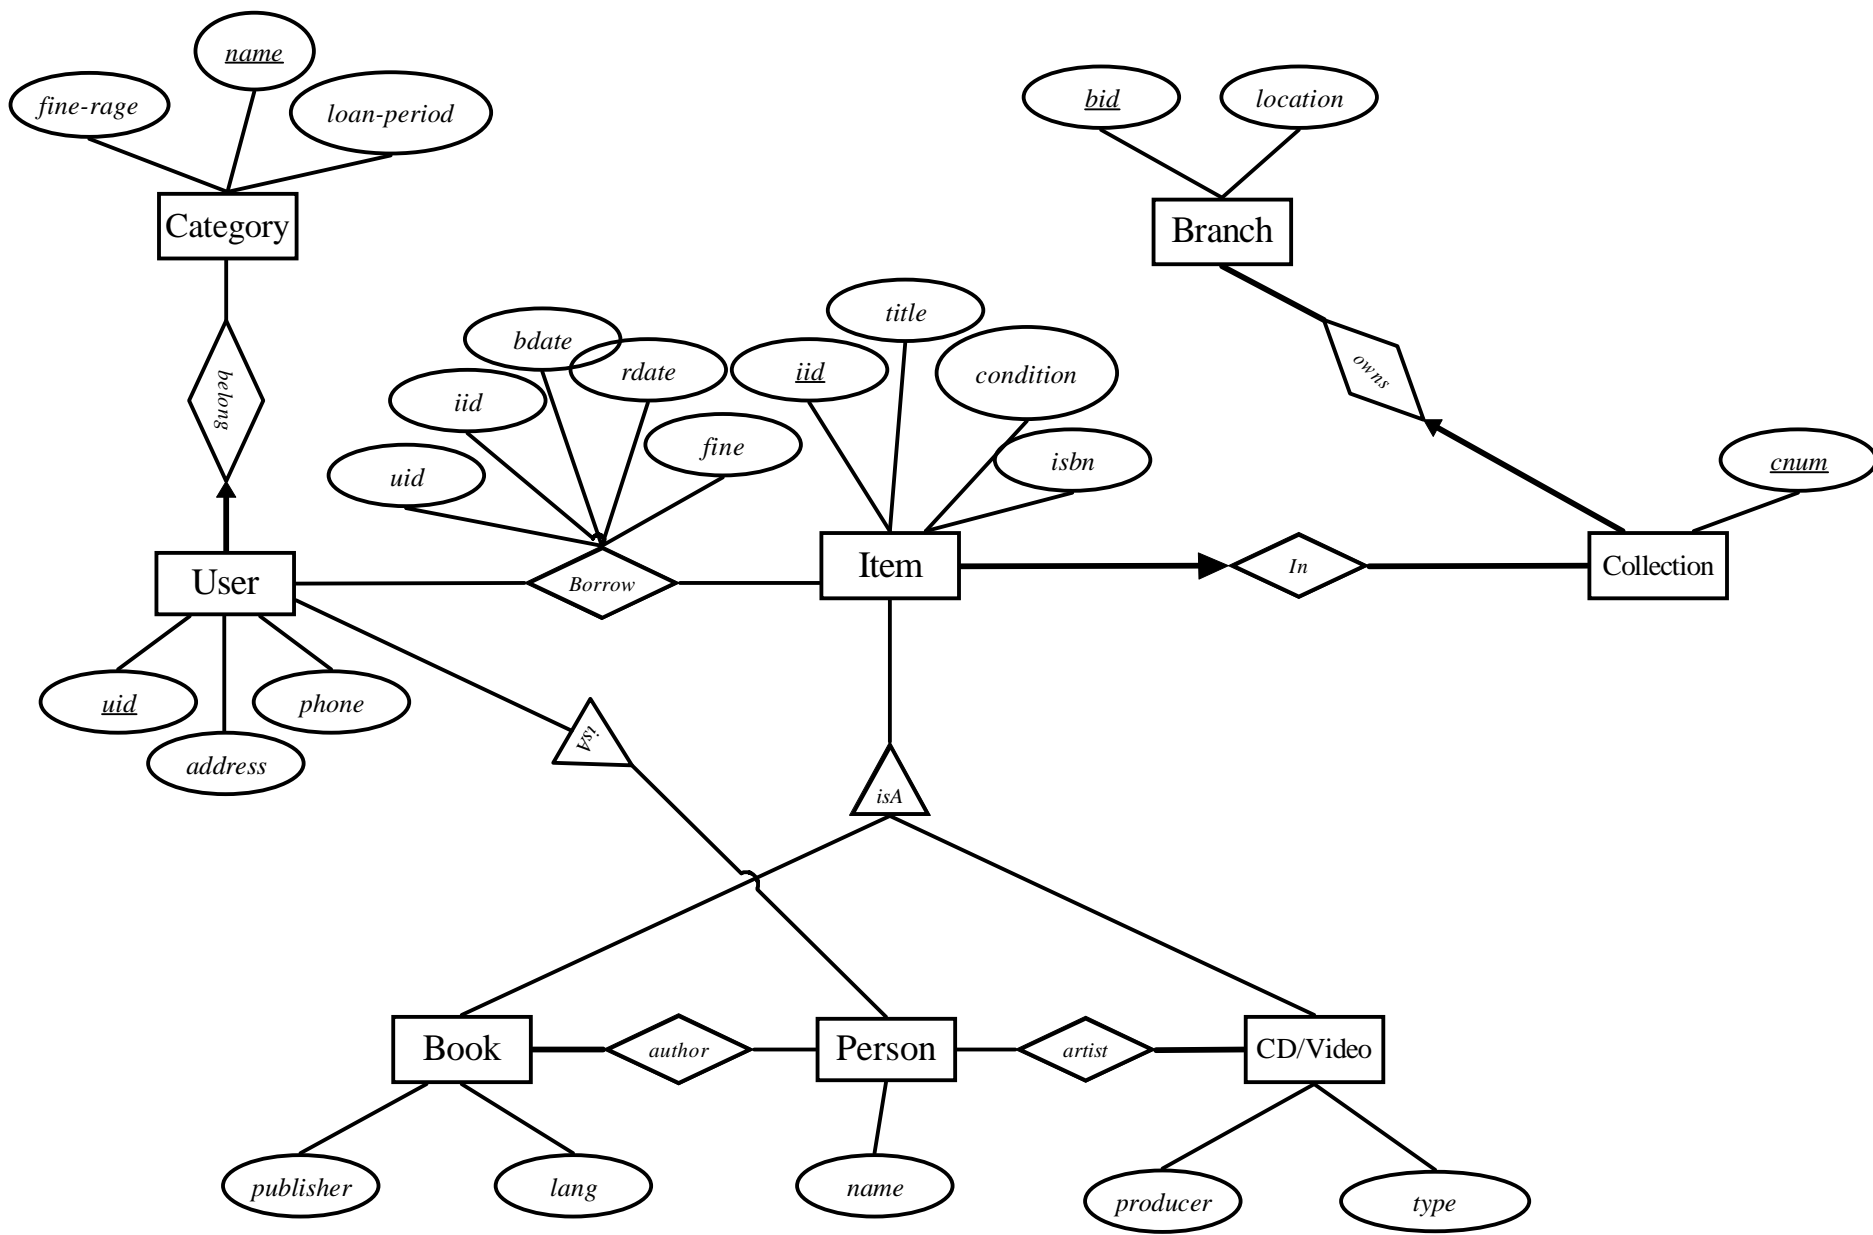 name
fine-rage
loan-period
bid
location
Category
Branch
belong
bdate
rdate
iid
uid
fine
title
iid
condition
isbn
owns
cnum
User
Borrow
Item
In
Collection
uid
phone
address
isA
isA
Book
author
Person
artist
CD/Video
publisher
lang
name
producer
type